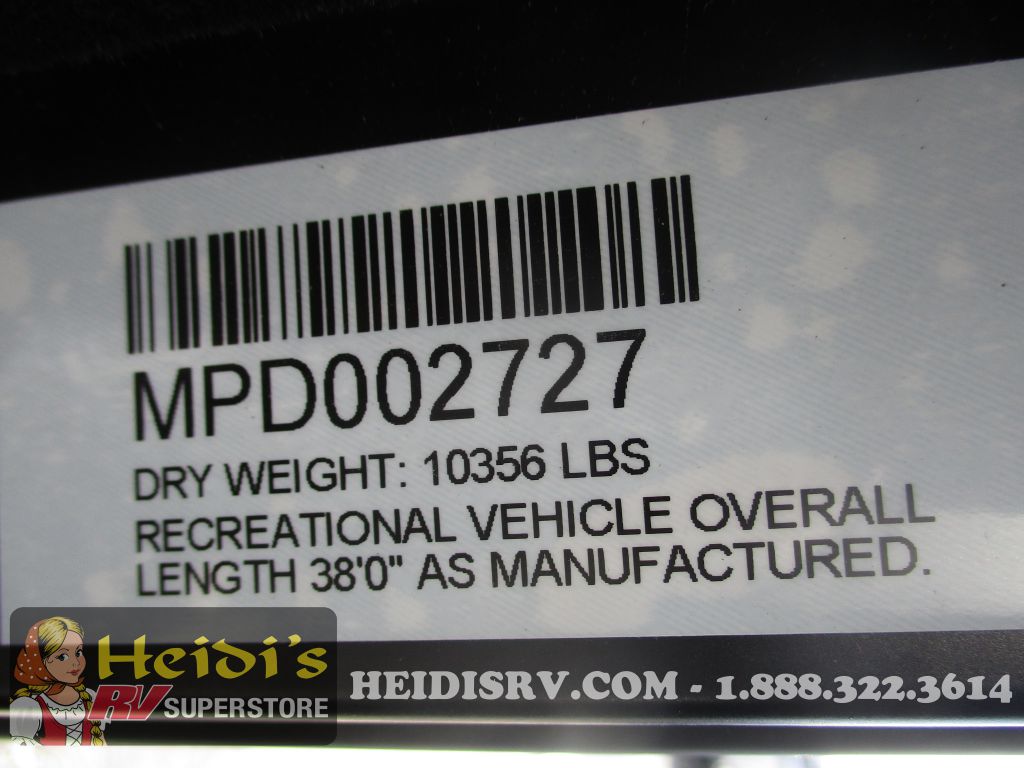 MPD002727
DRY WEIGHT: 10356 LBS
RECREATIONAL VEHICLE OVERALL
LENGTH 38'0" AS MANUFACTURED.
Heidi's
RV SUPERSTORE
HEIDISRV.COM - 1.888.322.3614